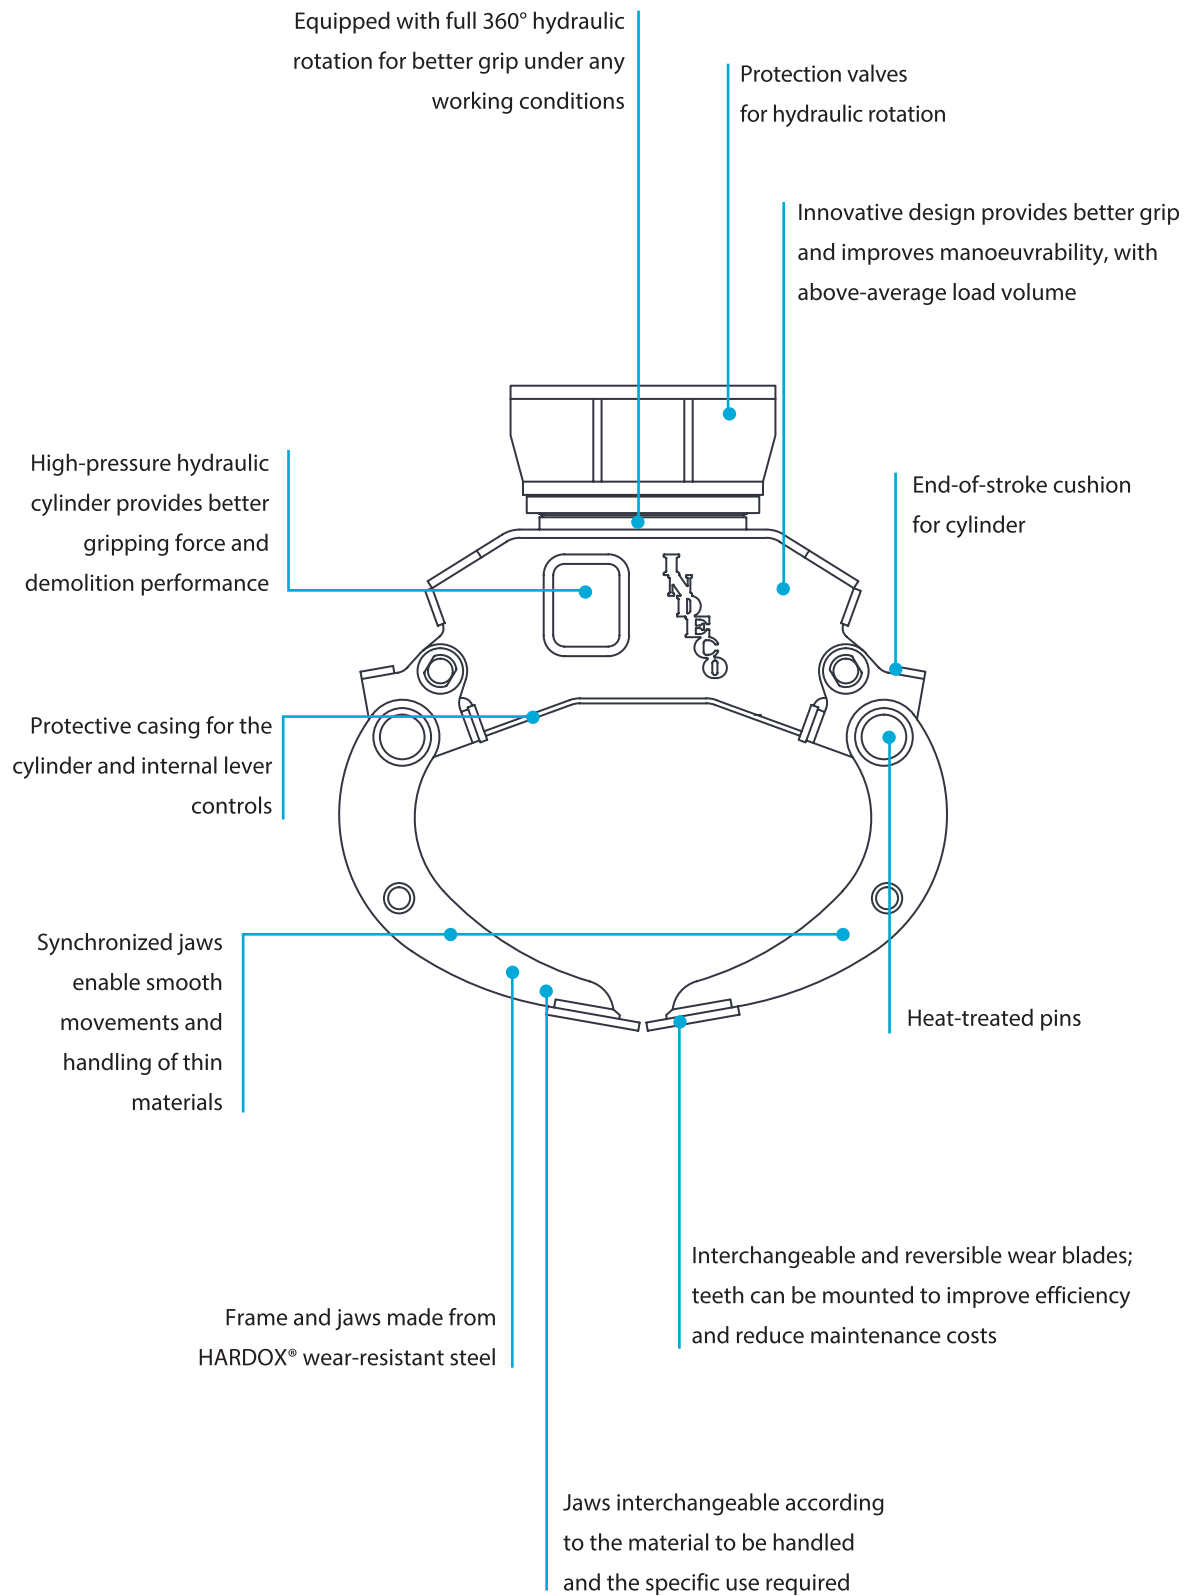 Equipped with full 360° hydraulic
rotation for better grip under any
working conditions
Protection valves
for hydraulic rotation
Innovative design provides better grip
and improves manoeuvrability, with
above-average load volume
High-pressure hydraulic
cylinder provides better
gripping force and
demolition performance
End-of-stroke cushion
for cylinder
INDECO
Protective casing for the
cylinder and internal lever
controls
Synchronized jaws
enable smooth
movements and
handling of thin
materials
Heat-treated pins
Interchangeable and reversible wear blades;
teeth can be mounted to improve efficiency
and reduce maintenance costs
Frame and jaws made from
HARDOX® wear-resistant steel
Jaws interchangeable according
to the material to be handled
and the specific use required